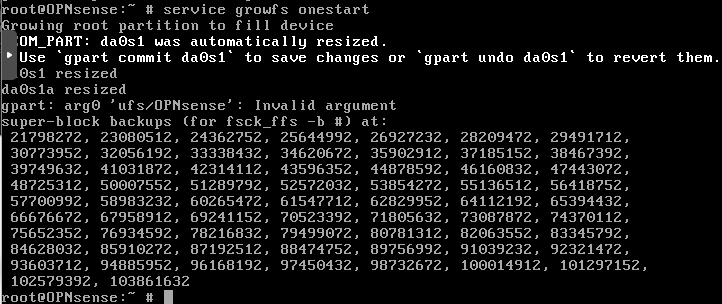 root@OPNsense:~ # service growfs onestart
Growing root partition to fill device
OM_PART: da0s1 was automatically resized.
Use `gpart commit da0s1` to save changes or `gpart undo da0s1` to revert them.
0s1 resized
da0s1a resized
gpart: arg0 'ufs/OPNsense': Invalid argument
super-block backups (for fsck_ffs -b #) at:
21798272, 23080512, 24362752, 25644992, 26927232, 28209472, 29491712,
30773952, 32056192, 33338432, 34620672, 35902912, 37185152, 38467392,
39749632, 41031872, 42314112, 43596352, 44878592, 46160832, 47443072,
48725312, 50007552, 51289792, 52572032, 53854272, 55136512, 56418752,
57700992, 58983232, 60265472, 61547712, 62829952, 64112192, 65394432,
66676672, 67958912, 69241152, 70523392, 71805632, 73087872, 74370112,
75652352, 76934592, 78216832, 79499072, 80781312, 82063552, 83345792,
84628032, 85910272, 87192512, 88474752, 89756992, 91039232, 92321472,
93603712, 94885952, 96168192, 97450432, 98732672, 100014912, 101297152,
102579392, 103861632
root@OPNsense:~ #